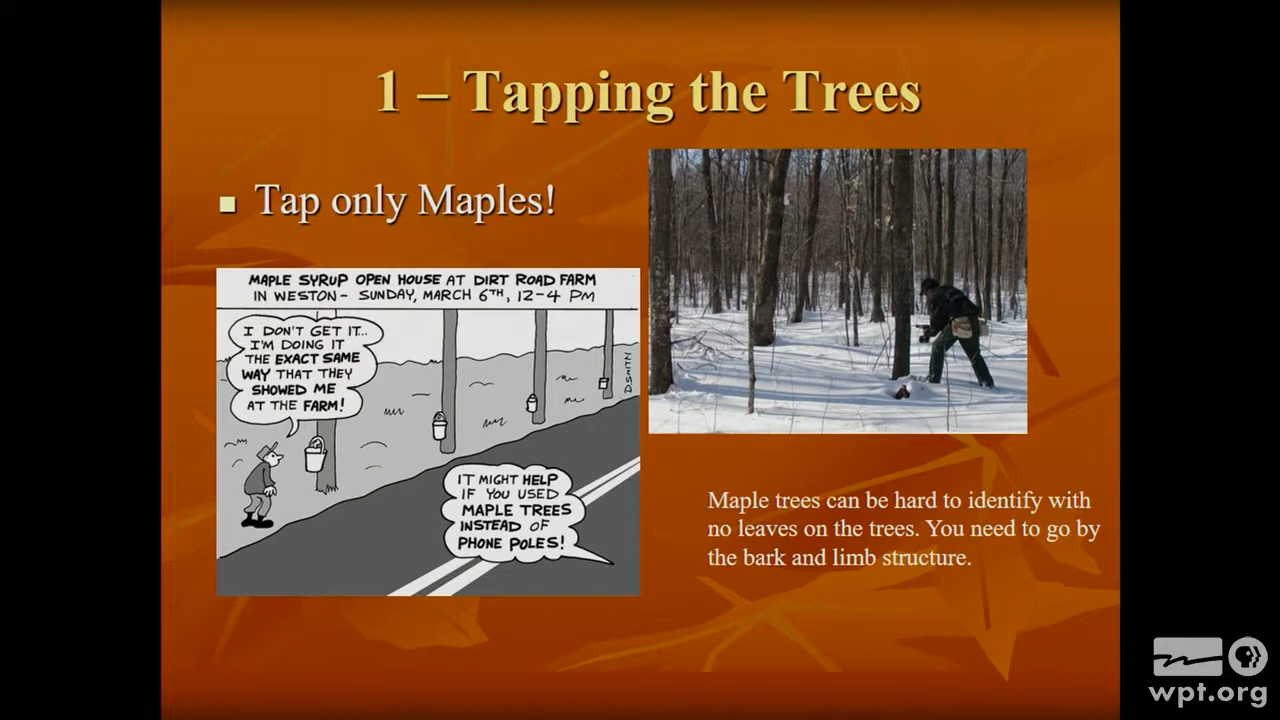 1 – Tapping the Trees
Tap only Maples!
MAPLE SYRUP OPEN HOUSE AT DIRT ROAD FARM
IN WESTON- SUNDAY, MARCH 6TH, 12-4 PM
I DON'T GET IT...
I'M DOING IT
THE EXACT SAME
WAY THAT THEY
SHOWED ME
AT THE FARM!
D.SMITH
IT MIGHT HELP
IF YOU USED
MAPLE TREES
INSTEAD OF
PHONE POLES!
Maple trees can be hard to identify with
no leaves on the trees. You need to go by
the bark and limb structure.
PBS
wpt.org